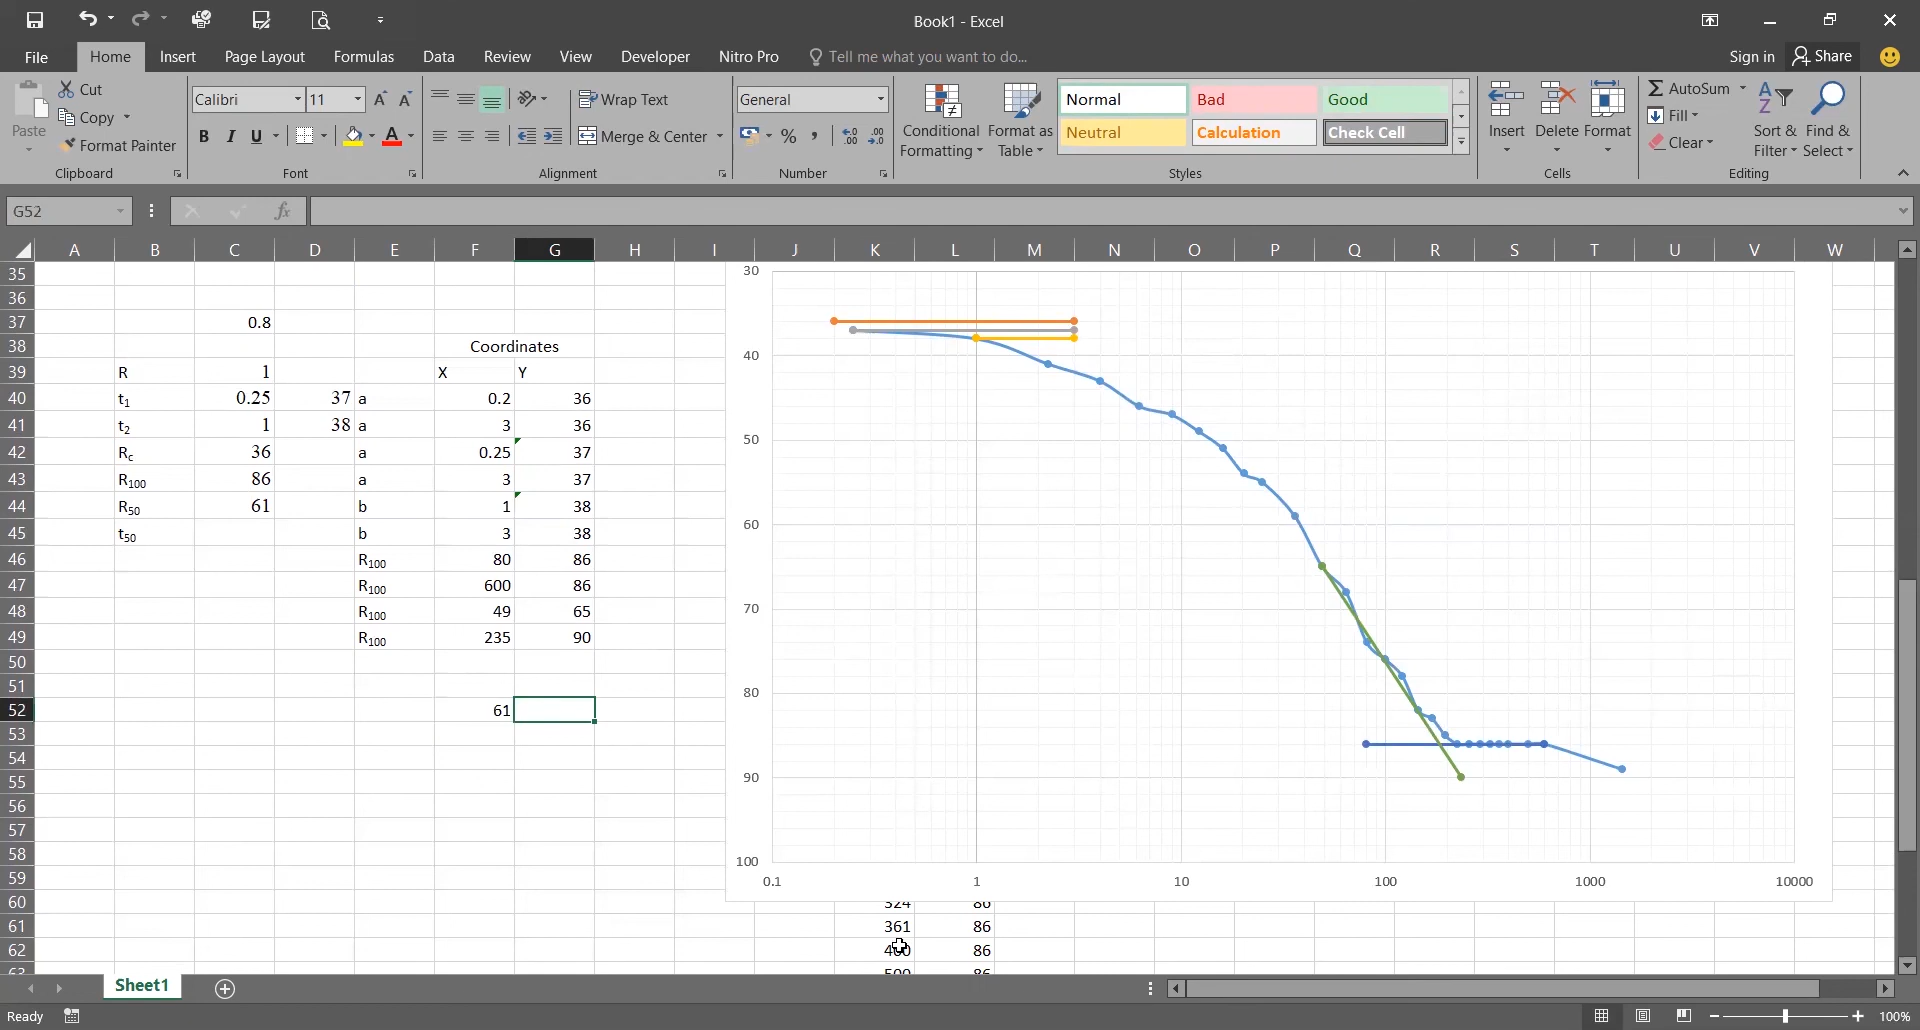 Book1 - Excel
File Home Insert Page Layout Formulas Data Review View Developer Nitro Pro Tell me what you want to do... Sign in Share
Cut Calibri 11 Wrap Text General Normal Bad Good AutoSum
Paste Copy Fill
Format Painter B I U Merge & Center % Neutral Calculation Check Cell Clear
Conditional Formatting Format as Table Insert Delete Format Sort & Filter Find & Select
Clipboard Font Alignment Number Styles Cells Editing
G52 fx
A B C D E F G H I J K L M N O P Q R S T U V W
35
36
37 0.8
38 Coordinates
39 R 1 X Y
40 t1 0.25 37 a 0.2 36
41 t2 1 38 a 3 36
42 Rc 36 a 0.25 37
43 R100 86 a 3 37
44 R50 61 b 1 38
45 t50 b 3 38
46 R100 80 86
47 R100 600 86
48 R100 49 65
49 R100 235 90
50
51
52 61
53
54
55
56
57
58
59
60 324 86
61 361 86
62 400 86
63 500 86
30
40
50
60
70
80
90
100
0.1 1 10 100 1000 10000
Sheet1
Ready 100%